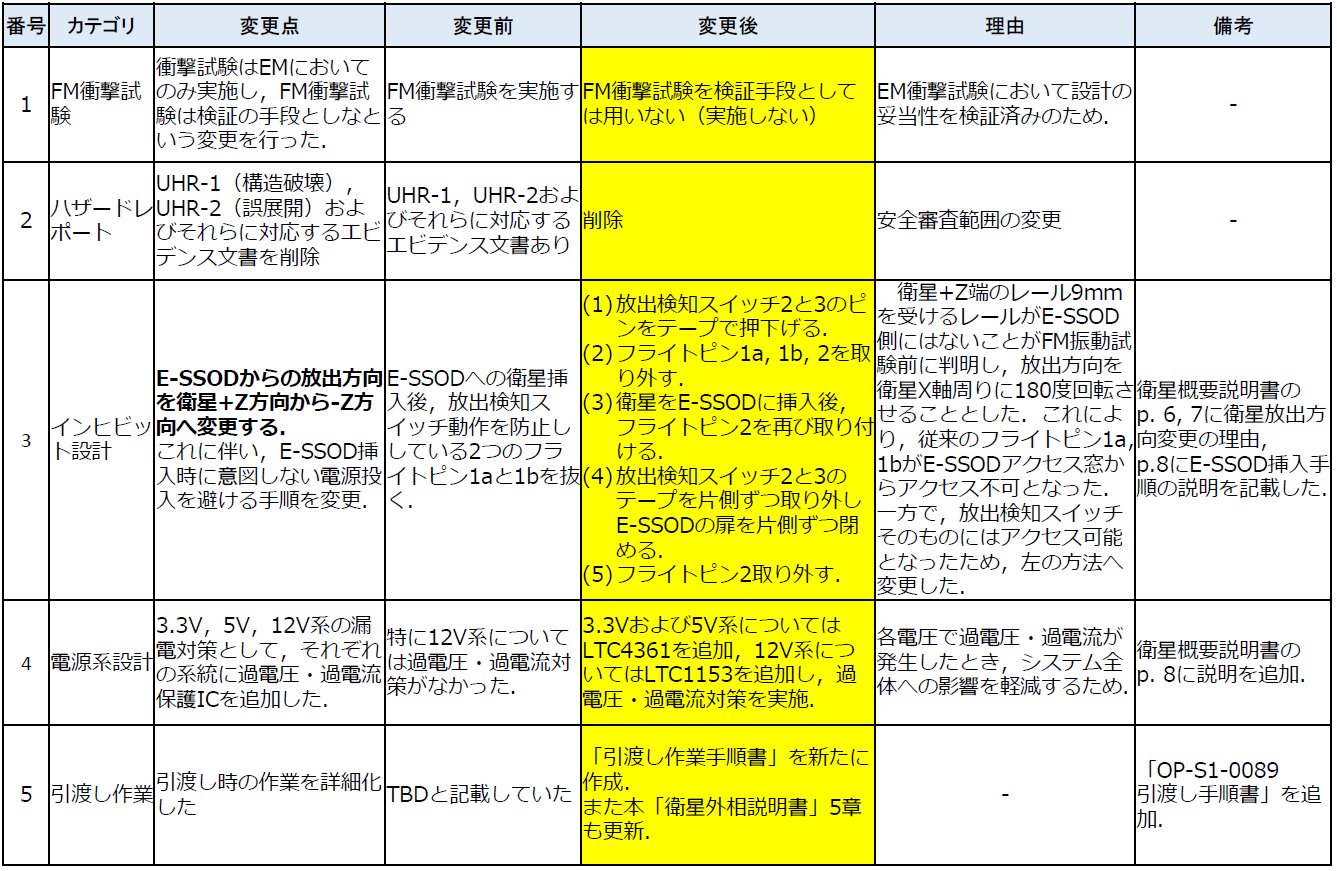 番号
カテゴリ
変更点
変更前
変更後
理由
備考
1
FM衝撃試
験
衝撃試験はEMにおいて
のみ実施し，FM衝撃試
験は検証の手段としなと
いう変更を行った．
FM衝撃試験を実施す
る
FM衝撃試験を検証手段として
は用いない（実施しない）
EM衝撃試験において設計の
妥当性を検証済みのため．
-
2
ハザードレ
ポート
UHR-1（構造破壊），
UHR-2（誤展開）およ
びそれらに対応するエビ
デンス文書を削除
UHR-1，UHR-2およ
びそれらに対応する
エビデンス文書あり
削除
安全審査範囲の変更
-
3
インヒビッ
ト設計
E-SSODからの放出方向
を衛星+Z方向から-Z方
向へ変更する．
これに伴い，E-SSOD挿
入時に意図しない電源投
入を避ける手順を変更．
E-SSODへの衛星挿
入後，放出検知ス
イッチ動作を防止し
している2つのフラ
イトピン1aと1bを抜
く．
(1) 放出検知スイッチ2と3のピ
ンをテープで押下げる．
(2) フライトピン1a, 1b, 2を取
り外す．
(3) 衛星をE-SSODに挿入後，
フライトピン2を再び取り付
ける．
(4) 放出検知スイッチ2と3の
テープを片側ずつ取り外し
E-SSODの扉を片側ずつ閉
める．
(5) フライトピン2取り外す．
衛星+Z端のレール9mm
を受けるレールがE-SSOD
側にはないことがFM振動試
験前に判明し，放出方向を
衛星X軸周りに180度回転さ
せることとした．これによ
り，従来のフライトピン1a,
1bがE-SSODアクセス窓か
らアクセス不可となった．
一方で，放出検知スイッチ
そのものにはアクセス可能
となったため，左の方法へ
変更した．
衛星概要説明書の
p. 6, 7に衛星放出方
向変更の理由，
p.8にE-SSOD挿入手
順の説明を記載した．
4
電源系設計
3.3V，5V，12V系の漏
電対策として，それぞれ
の系統に過電圧・過電流
保護ICを追加した．
特に12V系について
は過電圧・過電流対
策がなかった．
3.3Vおよび5V系については
LTC4361を追加，12V系につ
いてはLTC1153を追加し，過
電圧・過電流対策を実施．
各電圧で過電圧・過電流が
発生したとき，システム全
体への影響を軽減するため．
衛星概要説明書の
p. 8に説明を追加．
5
引渡し作業
引渡し時の作業を詳細化
した
TBDと記載していた
「引渡し作業手順書」を新たに
作成．
また本「衛星外相説明書」5章
も更新．
-
「OP-S1-0089
引渡し手順書」を追
加．